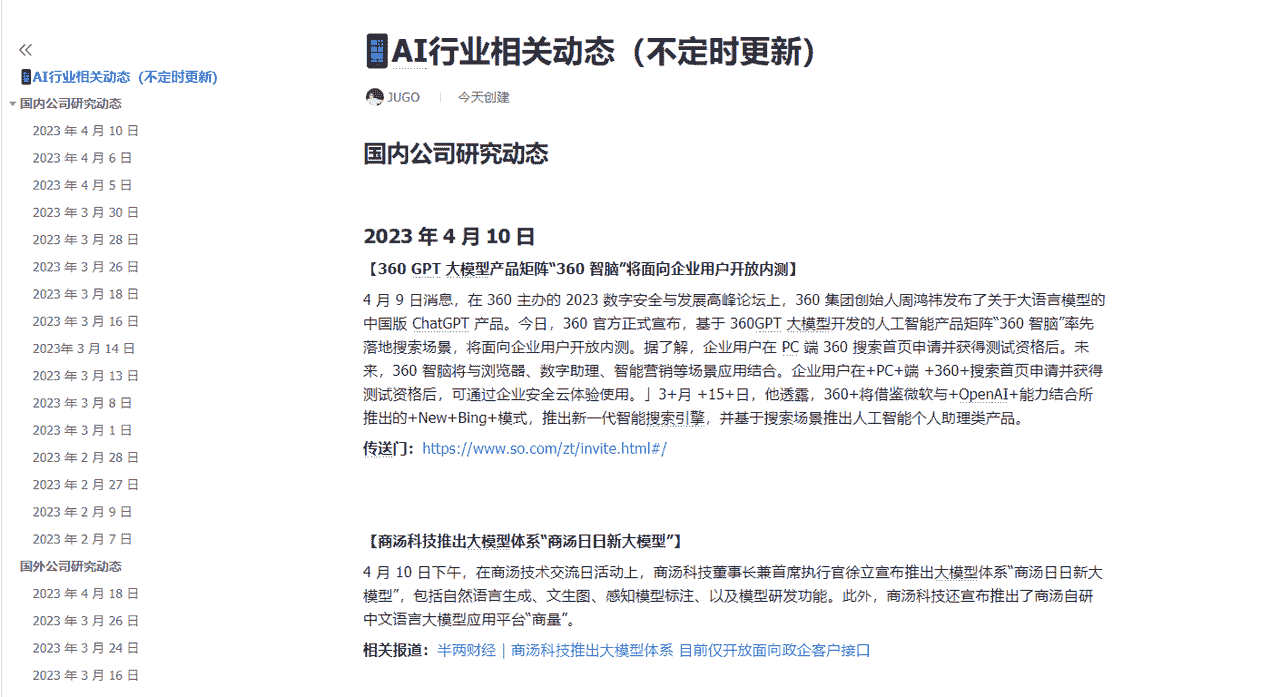 AI行业相关动态（不定时更新）
国内公司研究动态
2023 年 4 月 10 日
2023 年 4 月 6 日
2023 年 4 月 5 日
2023 年 3 月 30 日
2023 年 3 月 28 日
2023 年 3 月 26 日
2023 年 3 月 18 日
2023 年 3 月 16 日
2023年 3 月 14 日
2023 年 3 月 13 日
2023 年 3 月 8 日
2023 年 3 月 1 日
2023 年 2 月 28 日
2023 年 2 月 27 日
2023 年 2 月 9 日
2023 年 2 月 7 日
国外公司研究动态
2023 年 4 月 18 日
2023 年 3 月 26 日
2023 年 3 月 24 日
2023 年 3 月 16 日
AI行业相关动态（不定时更新）
JUGO 今天创建
国内公司研究动态
2023 年 4 月 10 日
【360 GPT 大模型产品矩阵“360 智脑”将面向企业用户开放内测】
4 月 9 日消息，在 360 主办的 2023 数字安全与发展高峰论坛上，360 集团创始人周鸿祎发布了关于大语言模型的
中国版 ChatGPT 产品。今日，360 官方正式宣布，基于 360GPT 大模型开发的人工智能产品矩阵“360 智脑”率先
落地搜索场景，将面向企业用户开放内测。据了解，企业用户在 PC 端 360 搜索首页申请并获得测试资格后。未
来，360 智脑将与浏览器、数字助理、智能营销等场景应用结合。企业用户在+PC+端 +360+搜索首页申请并获得
测试资格后，可通过企业安全云体验使用。」3+月 +15+日，他透露，360+将借鉴微软与+OpenAI+能力结合所
推出的+New+Bing+模式，推出新一代智能搜索引擎，并基于搜索场景推出人工智能个人助理类产品。
传送门：https://www.so.com/zt/invite.html#/
【商汤科技推出大模型体系“商汤日日新大模型”】
4 月 10 日下午，在商汤技术交流日活动上，商汤科技董事长兼首席执行官徐立宣布推出大模型体系“商汤日日新大
模型”，包括自然语言生成、文生图、感知模型标注、以及模型研发功能。此外，商汤科技还宣布推出了商汤自研
中文语言大模型应用平台“商量”。
相关报道：半两财经 | 商汤科技推出大模型体系 目前仅开放面向政企客户接口